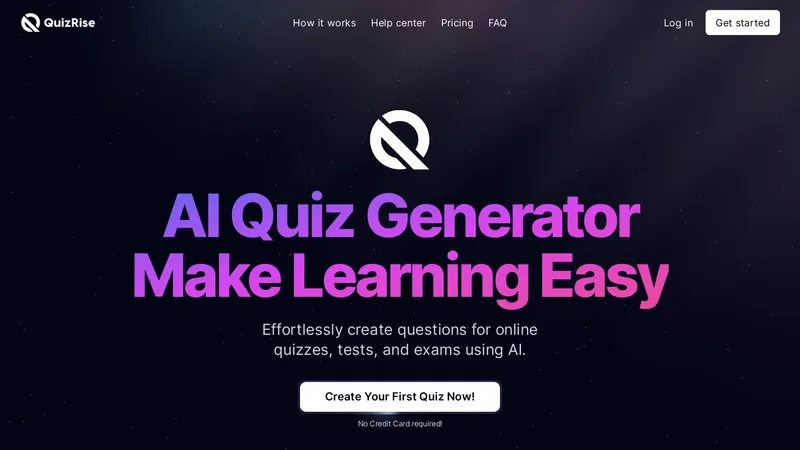 QuizRise
How it works
Help center
Pricing
FAQ
Log in
Get started
AI Quiz Generator
Make Learning Easy
Effortlessly create questions for online
quizzes, tests, and exams using AI.
Create Your First Quiz Now!
No Credit Card required!